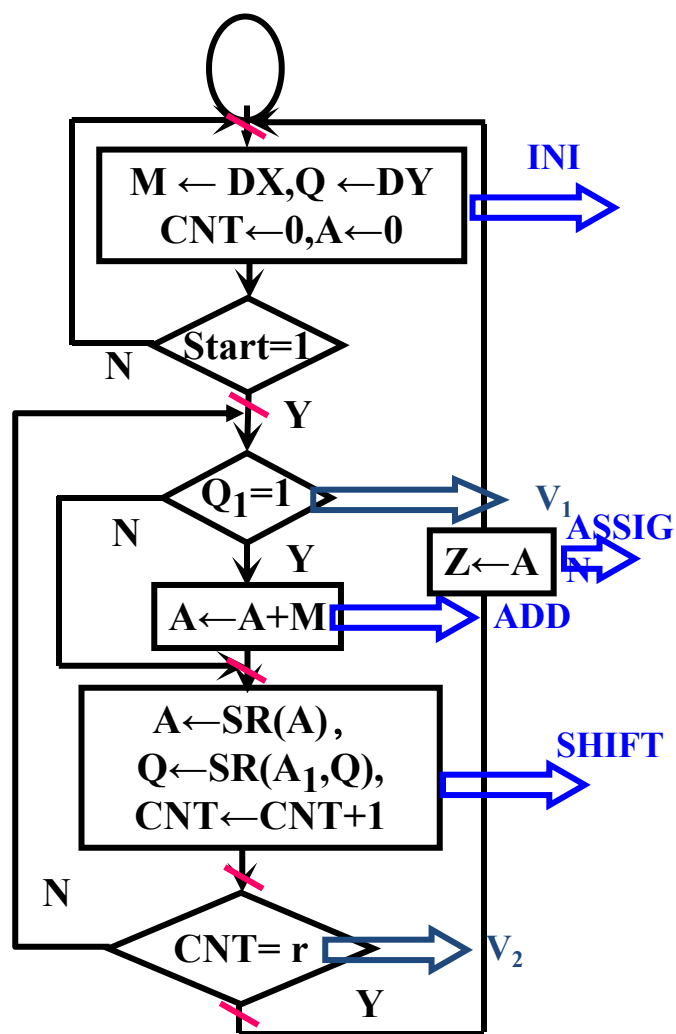 INI
M ← DX,Q ←DY
CNT←0,A←0
Start=1
N
Y
Q₁=1
V₁
N
ASSIG
N
Y
Z←A
A←A+M
ADD
A←SR(A) ,
Q←SR(A₁,Q),
CNT←CNT+1
SHIFT
N
CNT= r
V₂
Y